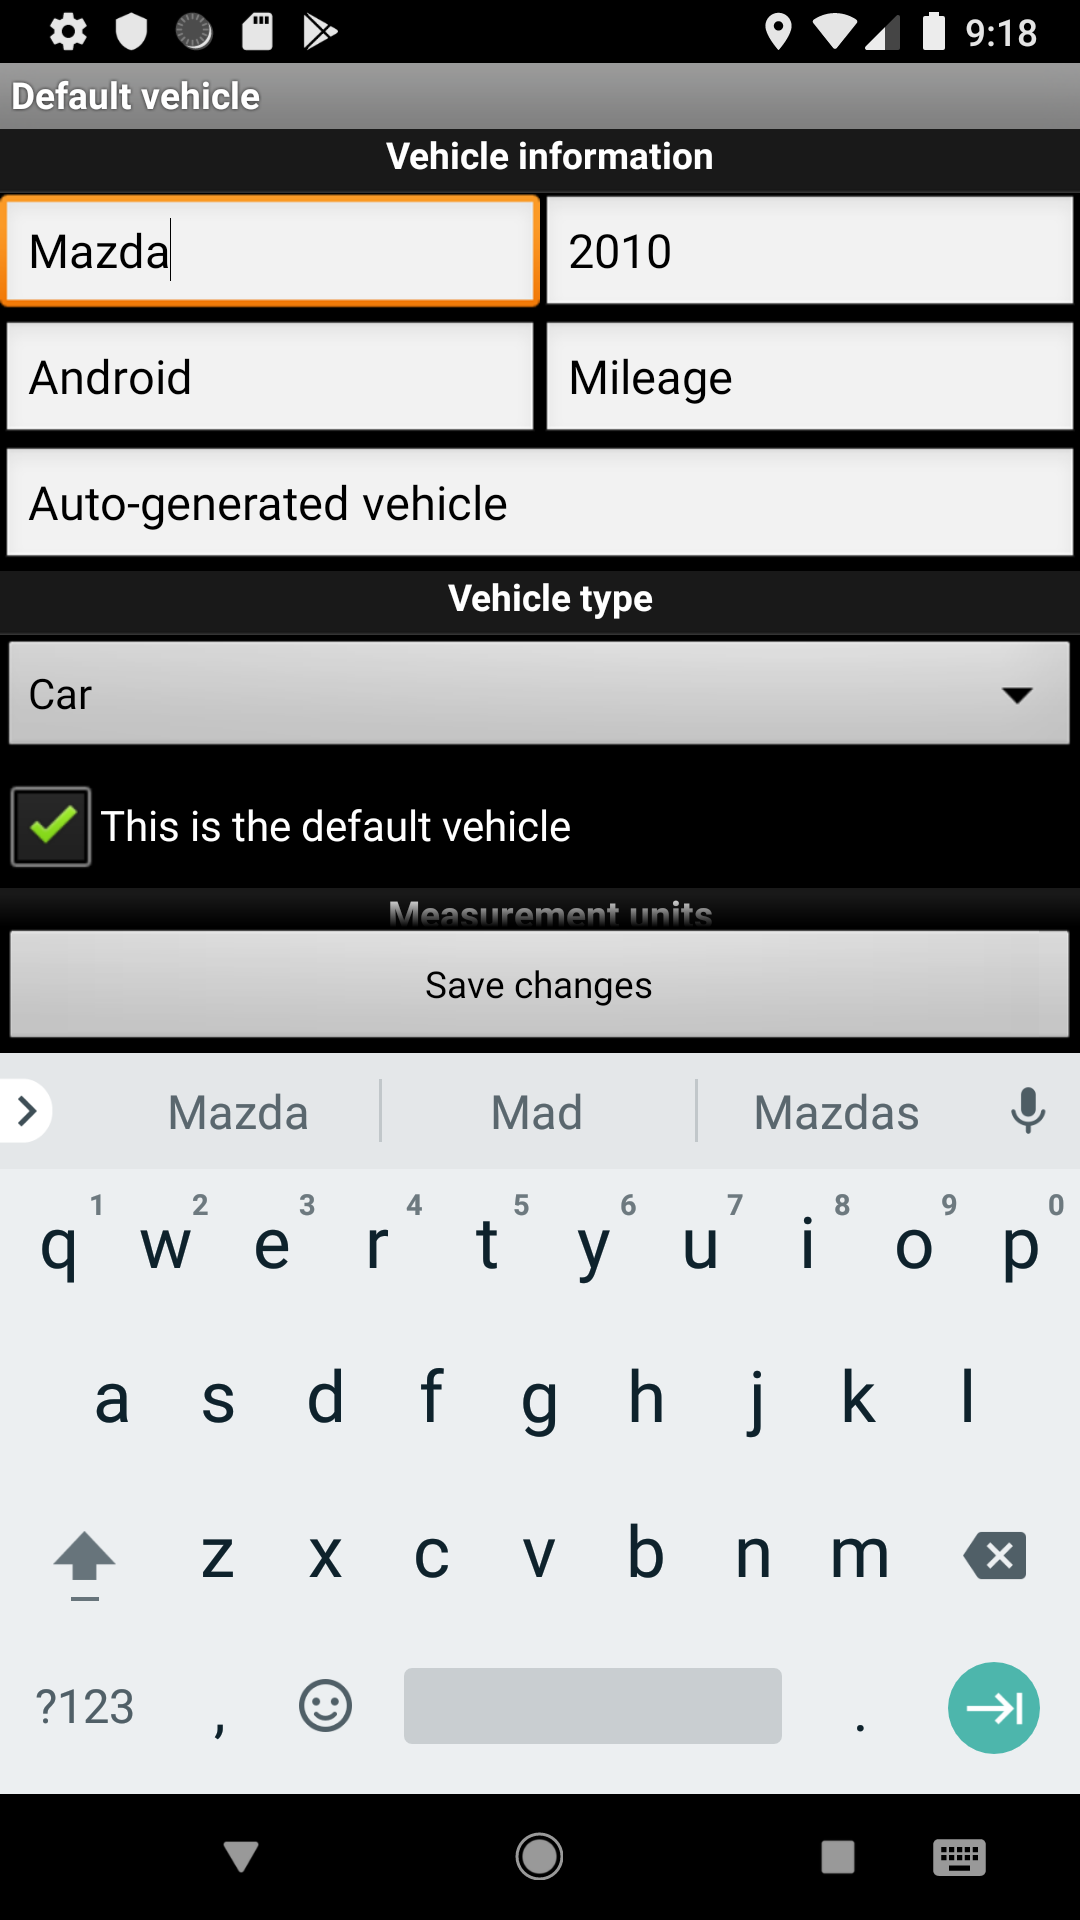 9:18
Default vehicle
Vehicle information
Mazda 2010
Android Mileage
Auto-generated vehicle
Vehicle type
Car
This is the default vehicle
Measurement units
Save changes
Mazda Mad Mazdas
1 2 3 4 5 6 7 8 9 0
q w e r t y u i o p
a s d f g h j k l
z x c v b n m
?123 , .